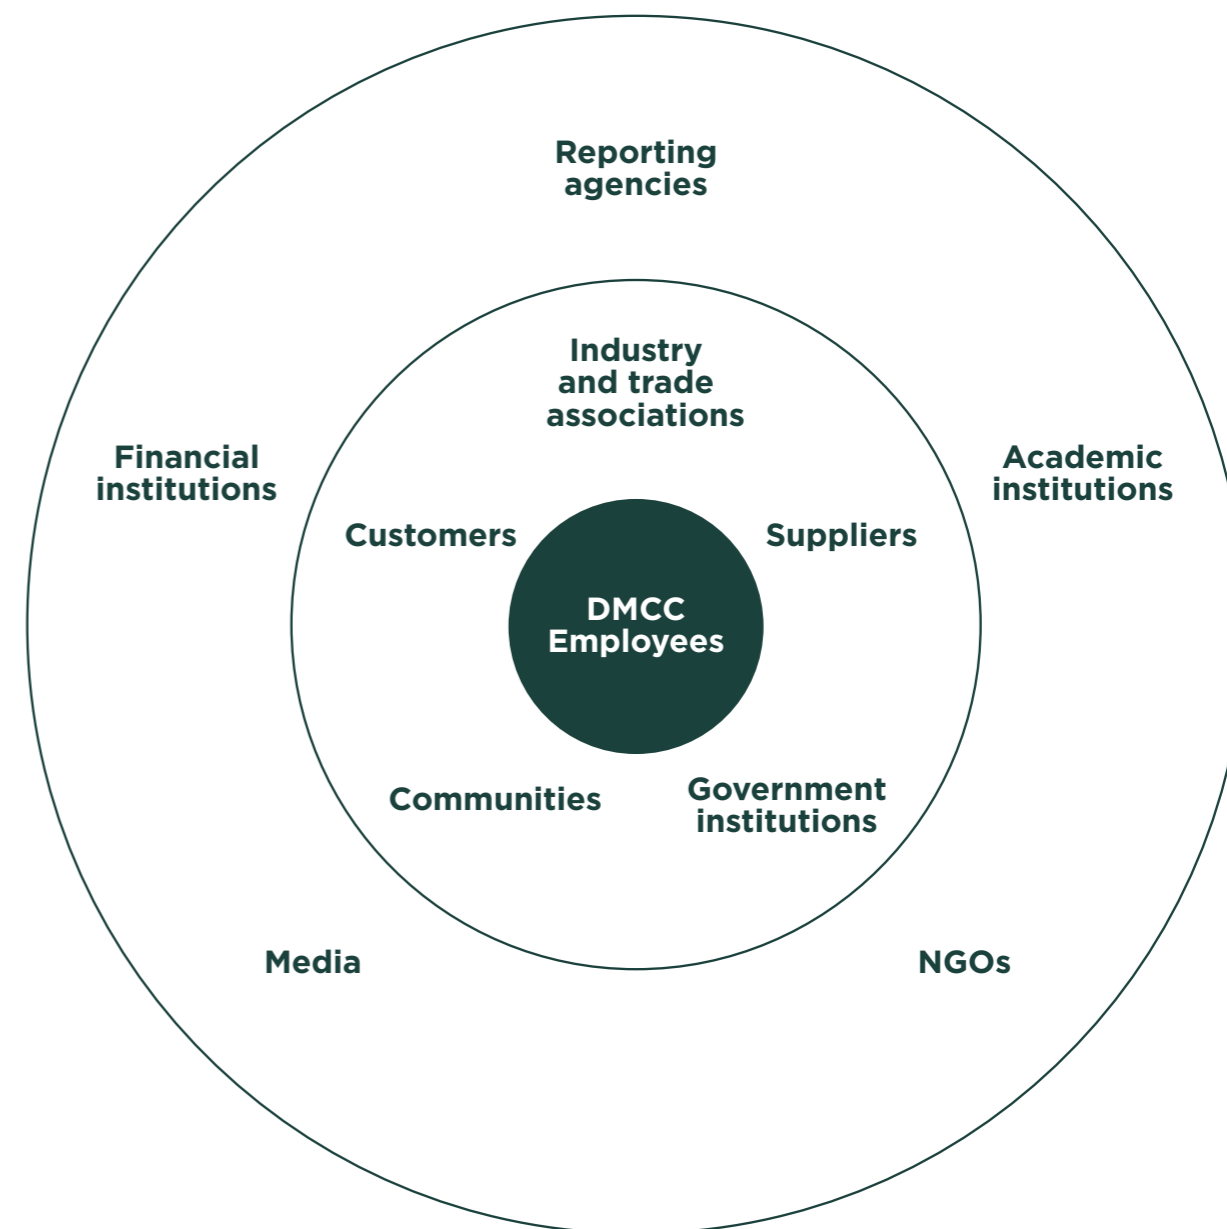 Reporting
agencies
Industry
and trade
associations
Financial
institutions
Academic
institutions
Customers
Suppliers
DMCC
Employees
Communities
Government
institutions
Media
NGOs